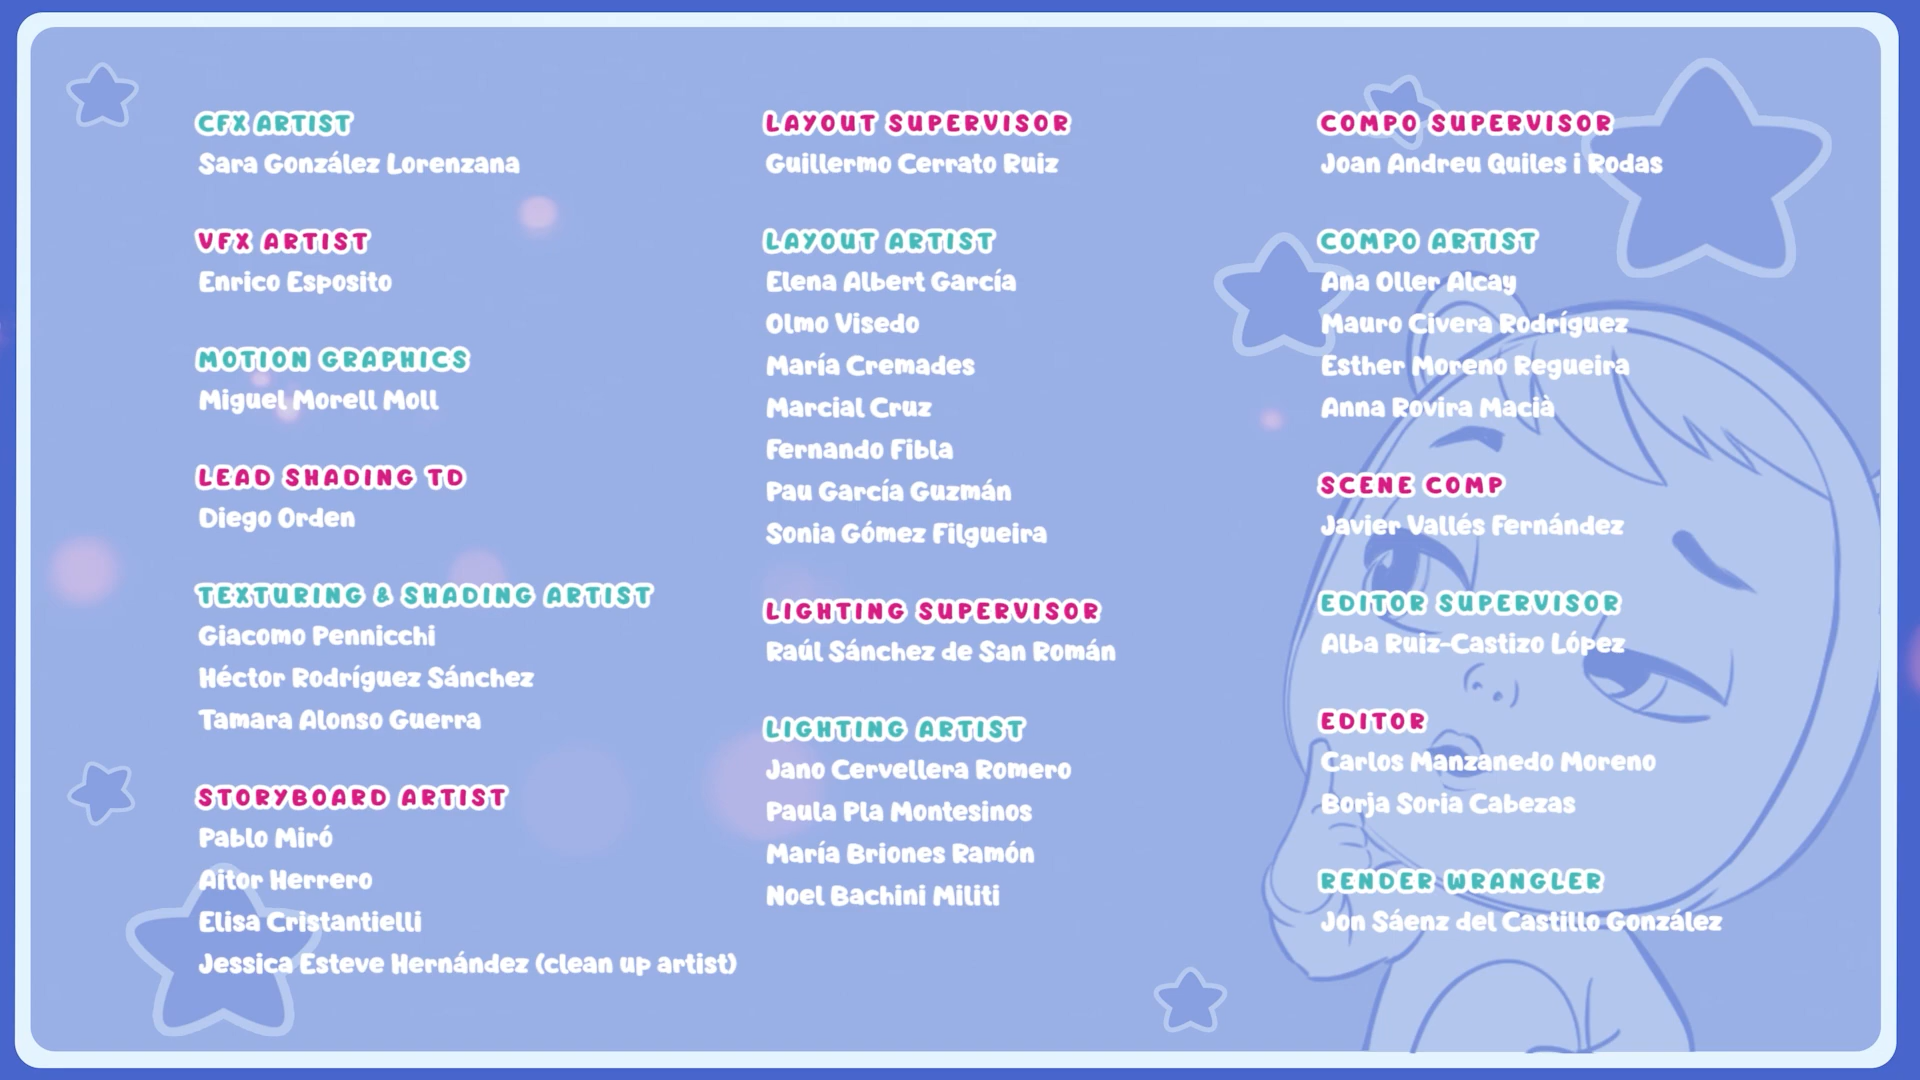 CFX ARTIST
Sara González Lorenzana
VFX ARTIST
Enrico Esposito
MOTION GRAPHICS
Miguel Morell Moll
LEAD SHADING TD
Diego Orden
TEXTURING & SHADING ARTIST
Giacomo Pennicchi
Héctor Rodríguez Sánchez
Tamara Alonso Guerra
STORYBOARD ARTIST
Pablo Miró
Aitor Herrero
Elisa Cristantielli
Jessica Esteve Hernández (clean up artist)
LAYOUT SUPERVISOR
Guillermo Cerrato Ruiz
LAYOUT ARTIST
Elena Albert García
Olmo Visedo
María Cremades
Marcial Cruz
Fernando Fibla
Pau García Guzmán
Sonia Gómez Filgueira
LIGHTING SUPERVISOR
Raúl Sánchez de San Román
LIGHTING ARTIST
Jano Cervellera Romero
Paula Pla Montesinos
María Briones Ramón
Noel Bachini Militi
COMPO SUPERVISOR
Joan Andreu Quiles i Rodas
COMPO ARTIST
Ana Oller Alcay
Mauro Civera Rodríguez
Esther Moreno Regueira
Anna Rovira Macià
SCENE COMP
Javier Vallés Fernández
EDITOR SUPERVISOR
Alba Ruiz-Castizo López
EDITOR
Carlos Manzanedo Moreno
Borja Soria Cabezas
RENDER WRANGLER
Jon Sáenz del Castillo González